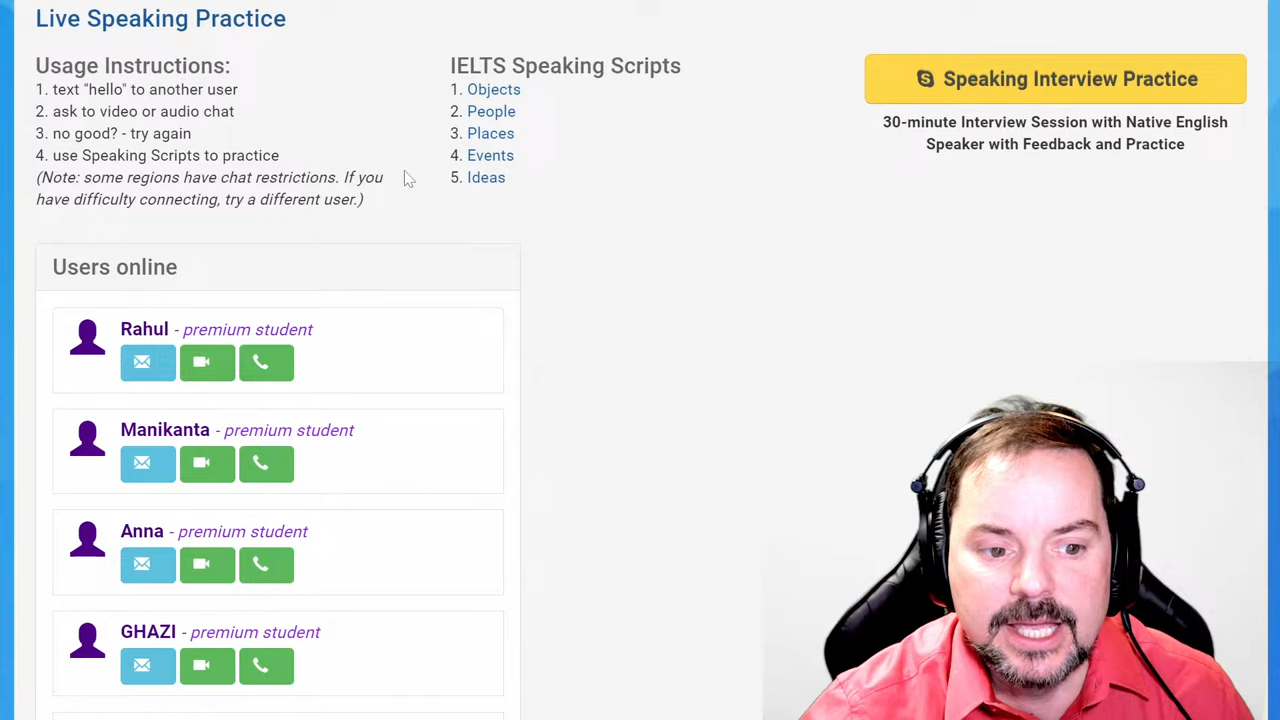 Live Speaking Practice
Usage Instructions:
1. text "hello" to another user
2. ask to video or audio chat
3. no good? - try again
4. use Speaking Scripts to practice
(Note: some regions have chat restrictions. If you
have difficulty connecting, try a different user.)
IELTS Speaking Scripts
1. Objects
2. People
3. Places
4. Events
5. Ideas
Speaking Interview Practice
30-minute Interview Session with Native English
Speaker with Feedback and Practice
Users online
Rahul - premium student
Manikanta - premium student
Anna - premium student
GHAZI - premium student